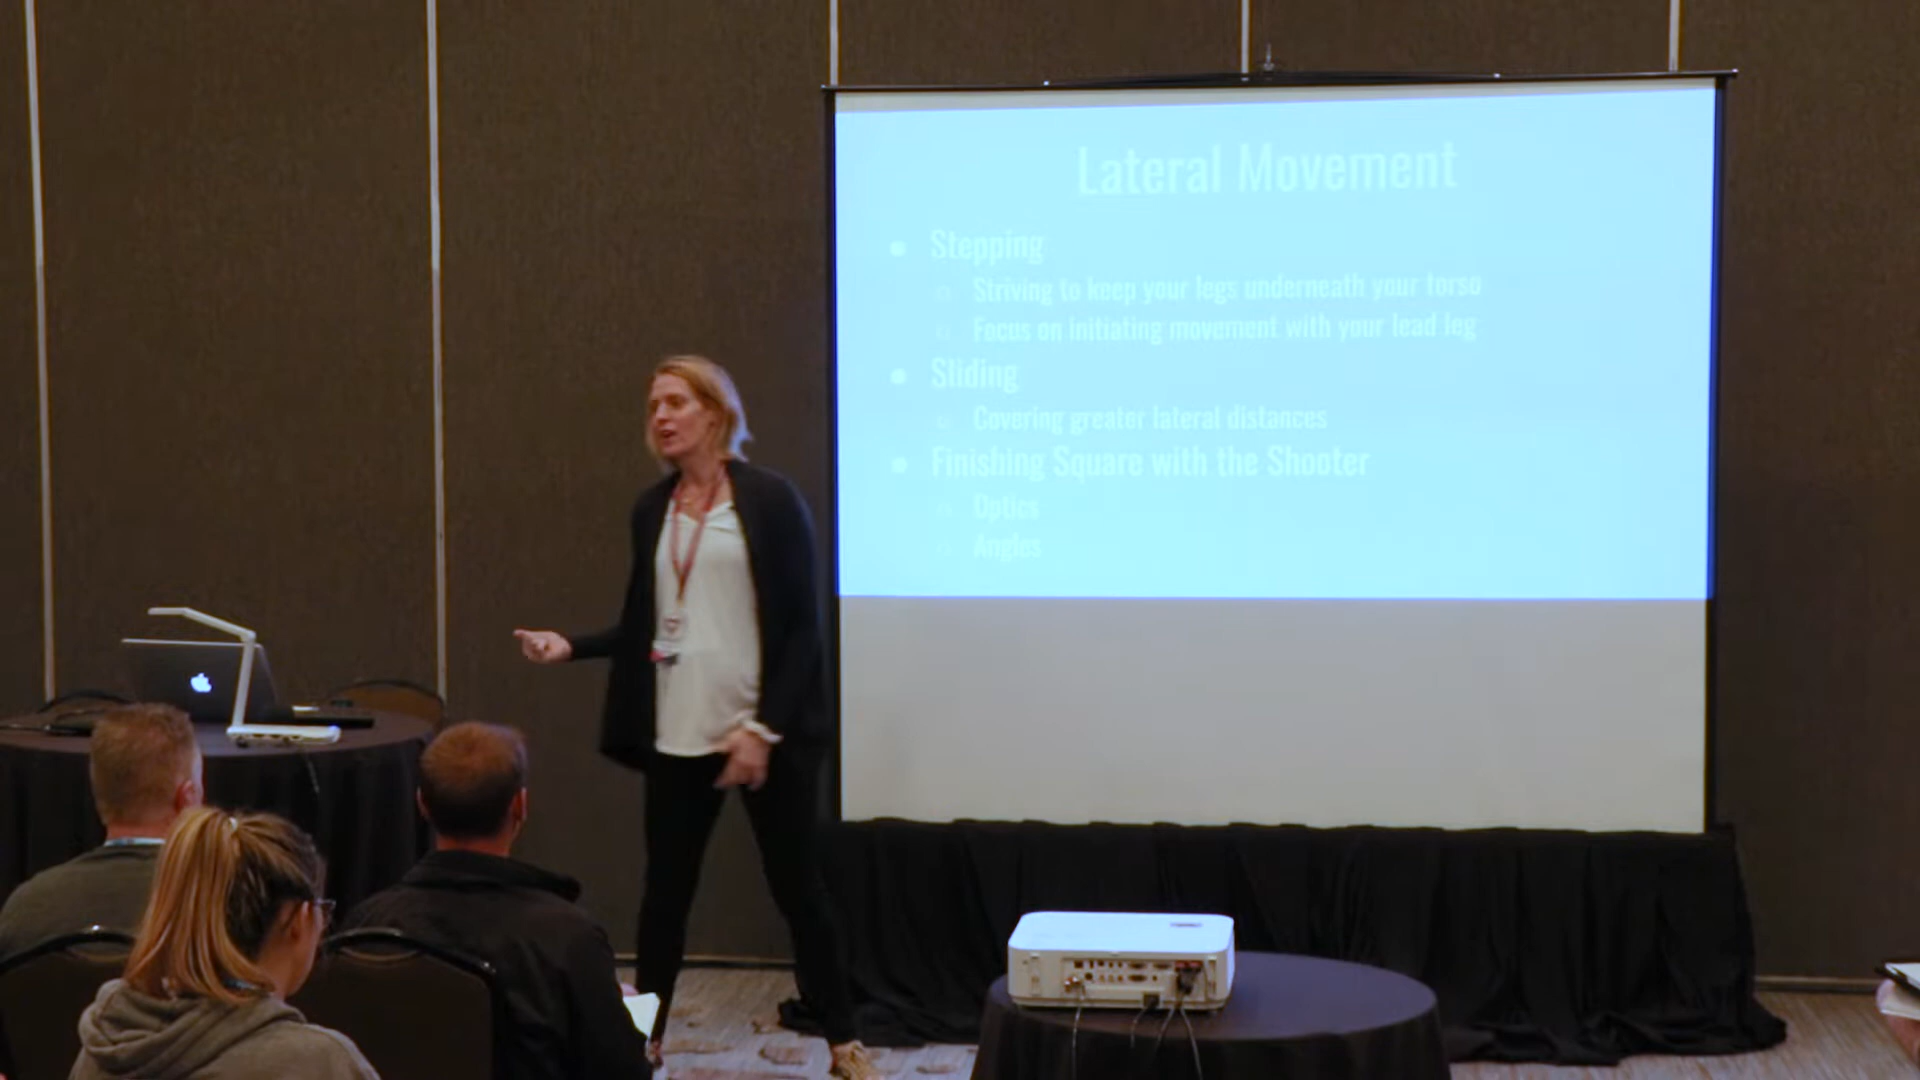 Lateral Movement
Stepping
Striving to keep your legs underneath your torso
Focus on initiating movement with your lead leg
Sliding
Covering greater lateral distances
Finishing Square with the Shooter
Optics
Angles